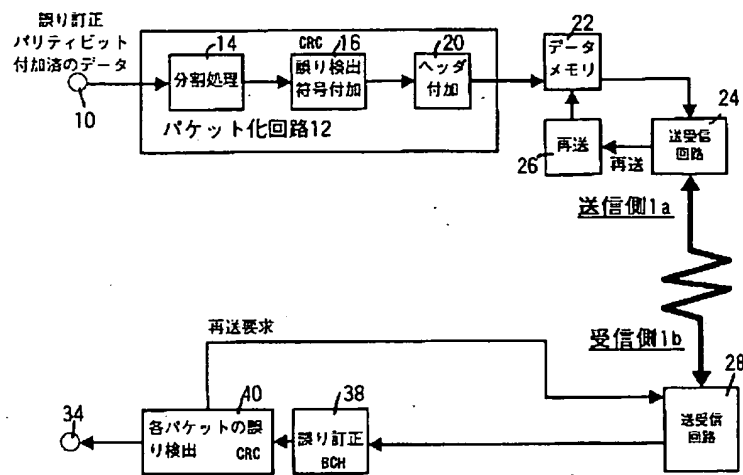 誤り訂正
パリティビット
付加済のデータ
10
14
分割処理
CRC
16
誤り検出
符号付加
20
ヘッダ
付加
パケット化回路12
22
データ
メモリ
26
再送
再送
24
送受信
回路
送信側1a
受信側1b
再送要求
28
送受信
回路
38
誤り訂正
BCH
40
各パケットの誤
り検出
CRC
34